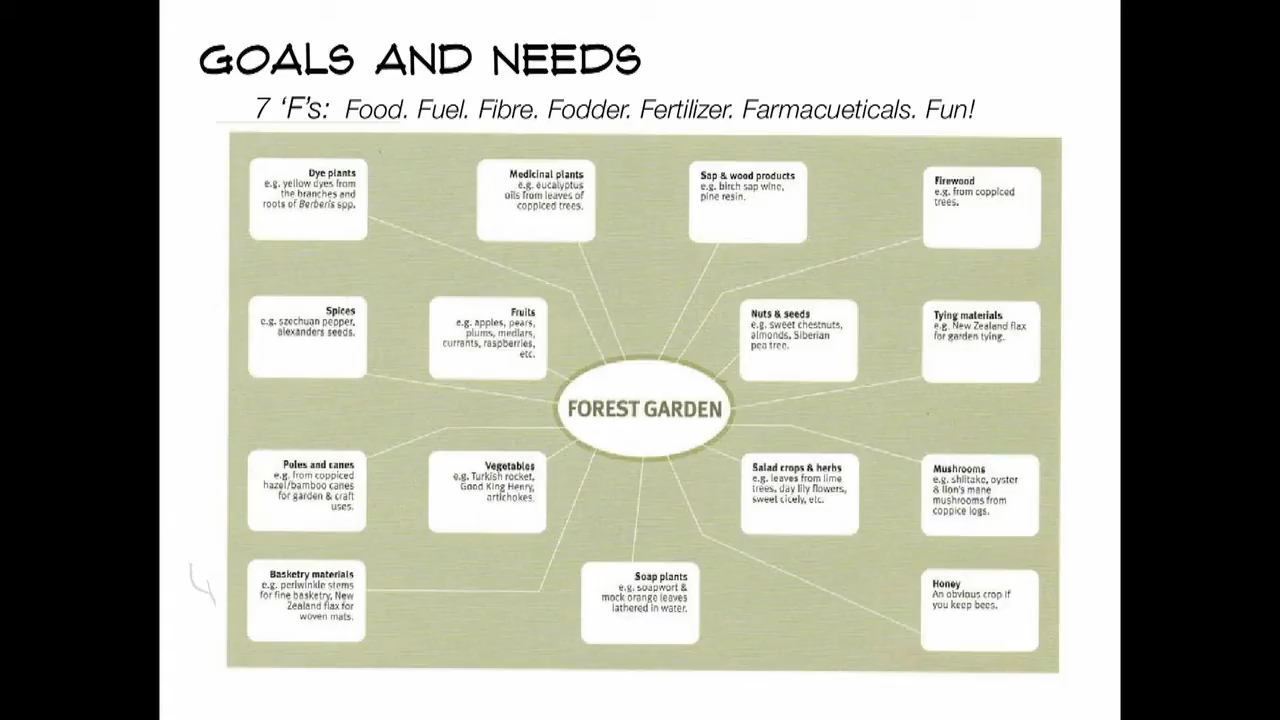 GOALS AND NEEDS
7 'F's: Food. Fuel. Fibre. Fodder. Fertilizer. Farmacueticals. Fun!
Dye plants
e.g. yellow dyes from
the branches and
roots of Berberis spp.
Medicinal plants
e.g. eucalyptus
oils from leaves of
coppiced trees.
Sap & wood products
e.g. birch sap wine,
pine resin.
Firewood
e.g. from coppiced
trees.
Spices
e.g. szechuan pepper,
alexanders seeds.
Fruits
e.g. apples, pears,
plums, medlars,
currants, raspberries,
etc.
Nuts & seeds
e.g. sweet chestnuts,
almonds, Siberian
pea tree.
Tying materials
e.g. New Zealand flax
for garden tying.
FOREST GARDEN
Poles and canes
e.g. from coppiced
hazel/bamboo canes
for garden & craft
uses.
Vegetables
e.g. Turkish rocket,
Good King Henry,
artichokes.
Salad crops & herbs
e.g. leaves from lime
trees, day lily flowers,
sweet cicely, etc.
Mushrooms
e.g. shiitake, oyster
& lion's mane
mushrooms from
coppice logs.
Basketry materials
e.g. periwinkle stems
for fine basketry, New
Zealand flax for
woven mats.
Soap plants
e.g. soapwort &
mock orange leaves
lathered in water.
Honey
An obvious crop if
you keep bees.